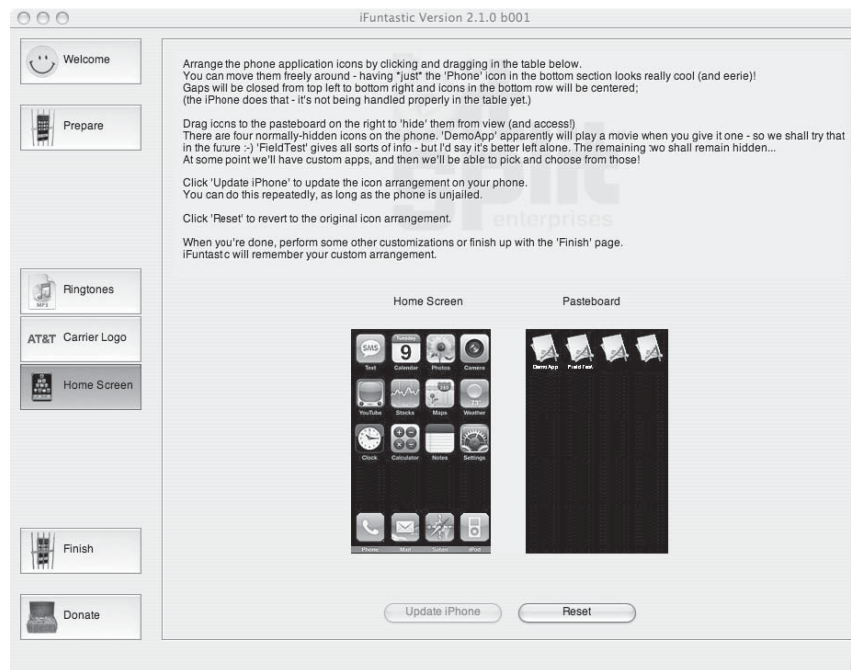 iFuntastic Version 2.1.0 b001
Welcome
Prepare
Ringtones
MP3
AT&T Carrier Logo
Home Screen
Finish
Donate
Arrange the phone application icons by clicking and dragging in the table below.
You can move them freely around - having *just* the 'Phone' icon in the bottom section looks really cool (and eerie)!
Gaps will be closed from top left to bottom right and icons in the bottom row will be centered;
(the iPhone does that - it's not being handled properly in the table yet.)
Drag icons to the pasteboard on the right to 'hide' them from view (and access!)
There are four normally-hidden icons on the phone. 'DemoApp' apparently will play a movie when you give it one - so we shall try that
in the future :-) 'FieldTest' gives all sorts of info - but I'd say it's better left alone. The remaining two shall remain hidden...
At some point we'll have custom apps, and then we'll be able to pick and choose from those!
Click 'Update iPhone' to update the icon arrangement on your phone.
You can do this repeatedly, as long as the phone is unjailed.
Click 'Reset' to revert to the original icon arrangement.
When you're done, perform some other customizations or finish up with the 'Finish' page.
iFuntastic will remember your custom arrangement.
enterprises
Home Screen Pasteboard
SMS Tuesday 9
Text Calendar Photos Camera
73°
YouTube Stocks Maps Weather
Clock Calculator Notes Settings
Phone Mail Safari iPod
Demo App Field Test
Update iPhone Reset